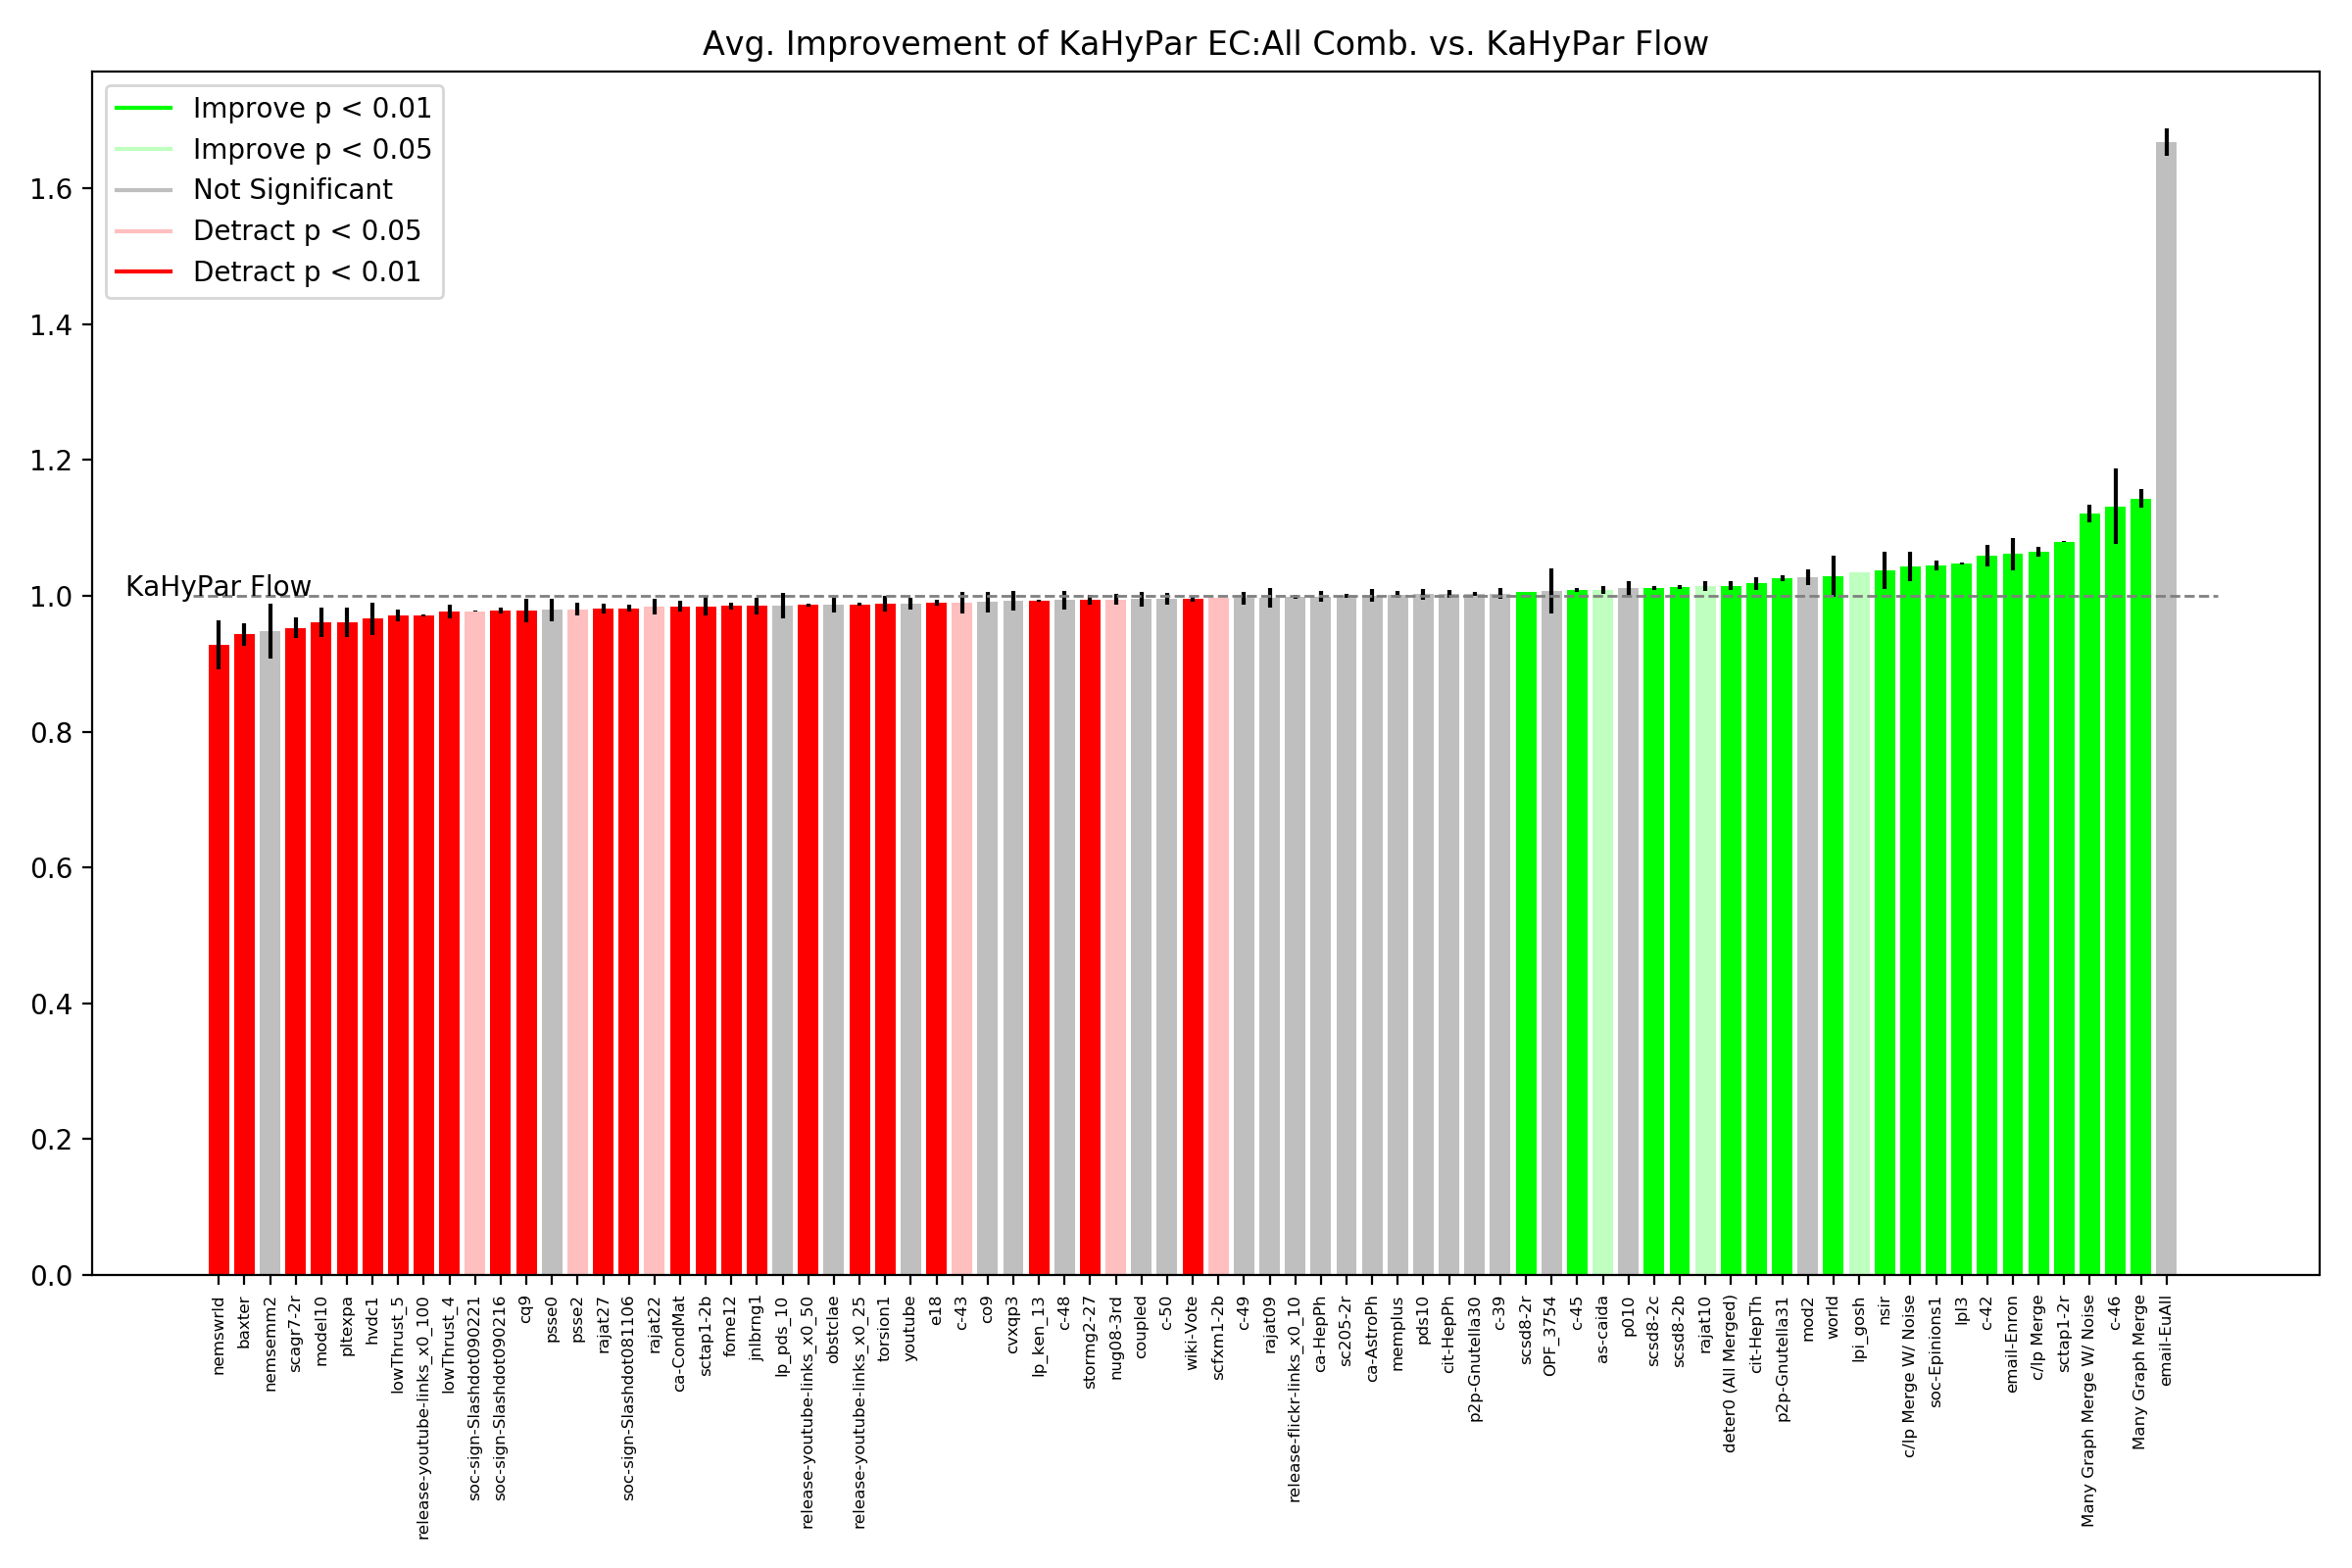 Avg. Improvement of KaHyPar EC:All Comb. vs. KaHyPar Flow
Improve p < 0.01
Improve p < 0.05
Not Significant
Detract p < 0.05
Detract p < 0.01
1.6
1.4
1.2
1.0
0.8
0.6
0.4
0.2
0.0
KaHyPar Flow
nemswrld
baxter
nemsemm2
scagr7-2r
model10
pltexpa
hvdc1
lowThrust_5
release-youtube-links_x0_100
lowThrust_4
soc-sign-Slashdot090221
soc-sign-Slashdot090216
cq9
psse0
psse2
rajat27
soc-sign-Slashdot081106
rajat22
ca-CondMat
sctap1-2b
fome12
jnlbrng1
lp_pds_10
release-youtube-links_x0_50
obstclae
release-youtube-links_x0_25
torsion1
youtube
e18
c-43
co9
cvxqp3
lp_ken_13
c-48
stormg2-27
nug08-3rd
coupled
c-50
wiki-Vote
scfxm1-2b
c-49
rajat09
release-flickr-links_x0_10
ca-HepPh
sc205-2r
ca-AstroPh
memplus
pds10
cit-HepPh
p2p-Gnutella30
c-39
scsd8-2r
OPF_3754
c-45
as-caida
p010
scsd8-2c
scsd8-2b
rajat10
deter0 (All Merged)
cit-HepTh
p2p-Gnutella31
mod2
world
lpi_gosh
nsir
c/lp Merge W/ Noise
soc-Epinions1
lpl3
c-42
email-Enron
c/lp Merge
sctap1-2r
Many Graph Merge W/ Noise
c-46
Many Graph Merge
email-EuAll